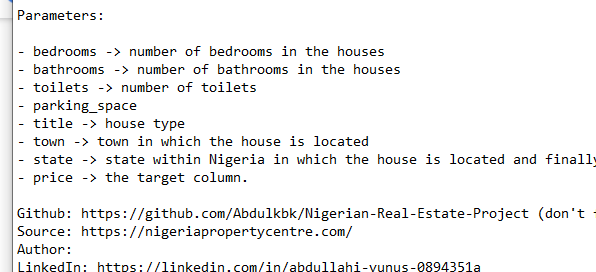 Parameters:
- bedrooms -> number of bedrooms in the houses
- bathrooms -> number of bathrooms in the houses
- toilets -> number of toilets
- parking_space
- title -> house type
- town -> town in which the house is located
- state -> state within Nigeria in which the house is located and finally
- price -> the target column.
Github: https://github.com/Abdulkbk/Nigerian-Real-Estate-Project (don't
Source: https://nigeriapropertycentre.com/
Author:
LinkedIn: https://linkedin.com/in/abdullahi-yunus-0894351a